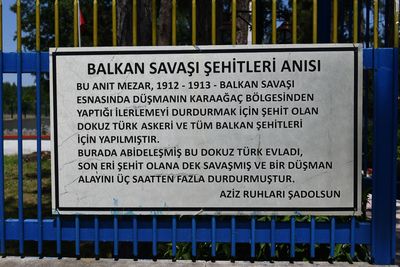 BALKAN SAVAŞI ŞEHİTLERİ ANISI
BU ANIT MEZAR, 1912 - 1913 - BALKAN SAVAŞI
ESNASINDA DÜŞMANIN KARAAĞAÇ BÖLGESİNDEN
YAPTIĞI İLERLEMEYİ DURDURMAK İÇİN ŞEHİT OLAN
DOKUZ TÜRK ASKERİ VE TÜM BALKAN ŞEHİTLERİ
İÇİN YAPILMIŞTIR.
BURADA ABİDELEŞMİŞ BU DOKUZ TÜRK EVLADI,
SON ERİ ŞEHİT OLANA DEK SAVAŞMIŞ VE BİR DÜŞMAN
ALAYINI ÜÇ SAATTEN FAZLA DURDURMUŞTUR.
AZİZ RUHLARI ŞADOLSUN